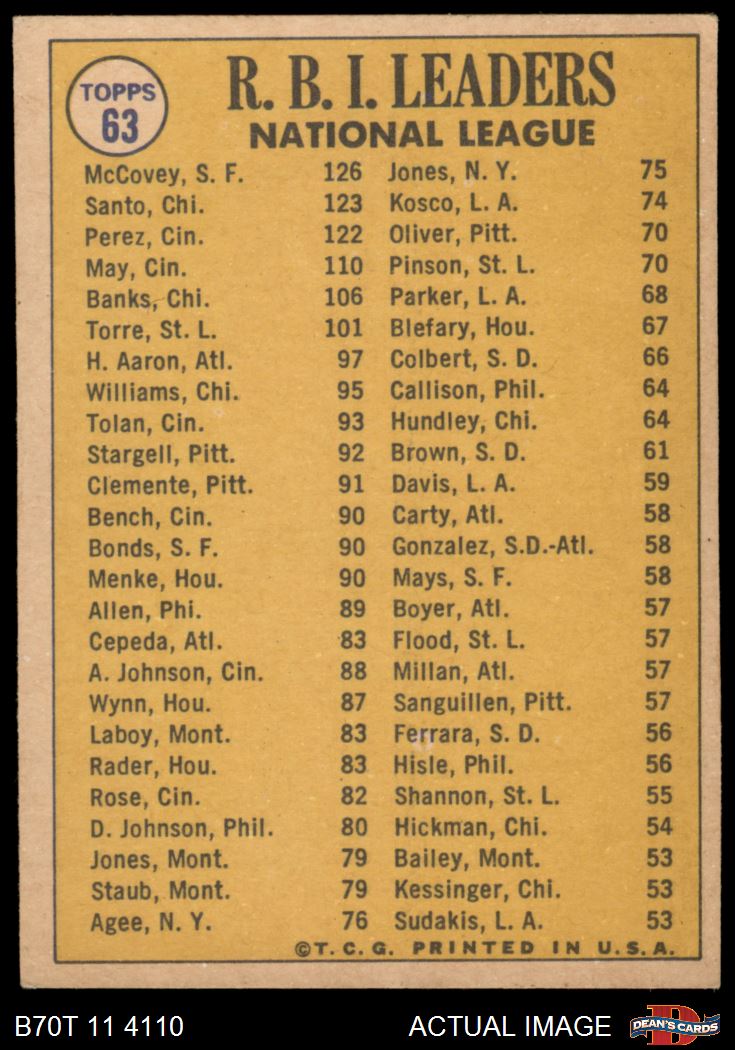 TOPPS
63
R. B. I. LEADERS
NATIONAL LEAGUE
McCovey, S. F. 126
Santo, Chi. 123
Perez, Cin. 122
May, Cin. 110
Banks, Chi. 106
Torre, St. L. 101
H. Aaron, Atl. 97
Williams, Chi. 95
Tolan, Cin. 93
Stargell, Pitt. 92
Clemente, Pitt. 91
Bench, Cin. 90
Bonds, S. F. 90
Menke, Hou. 90
Allen, Phi. 89
Cepeda, Atl. 83
A. Johnson, Cin. 88
Wynn, Hou. 87
Laboy, Mont. 83
Rader, Hou. 83
Rose, Cin. 82
D. Johnson, Phil. 80
Jones, Mont. 79
Staub, Mont. 79
Agee, N. Y. 76
Jones, N. Y. 75
Kosco, L. A. 74
Oliver, Pitt. 70
Pinson, St. L. 70
Parker, L. A. 68
Blefary, Hou. 67
Colbert, S. D. 66
Callison, Phil. 64
Hundley, Chi. 64
Brown, S. D. 61
Davis, L. A. 59
Carty, Atl. 58
Gonzalez, S.D.-Atl. 58
Mays, S. F. 58
Boyer, Atl. 57
Flood, St. L. 57
Millan, Atl. 57
Sanguillen, Pitt. 57
Ferrara, S. D. 56
Hisle, Phil. 56
Shannon, St. L. 55
Hickman, Chi. 54
Bailey, Mont. 53
Kessinger, Chi. 53
Sudakis, L. A. 53
©T. C. G. PRINTED IN U. S. A.
B70T 11 4110
ACTUAL IMAGE
D
DEAN'S CARDS